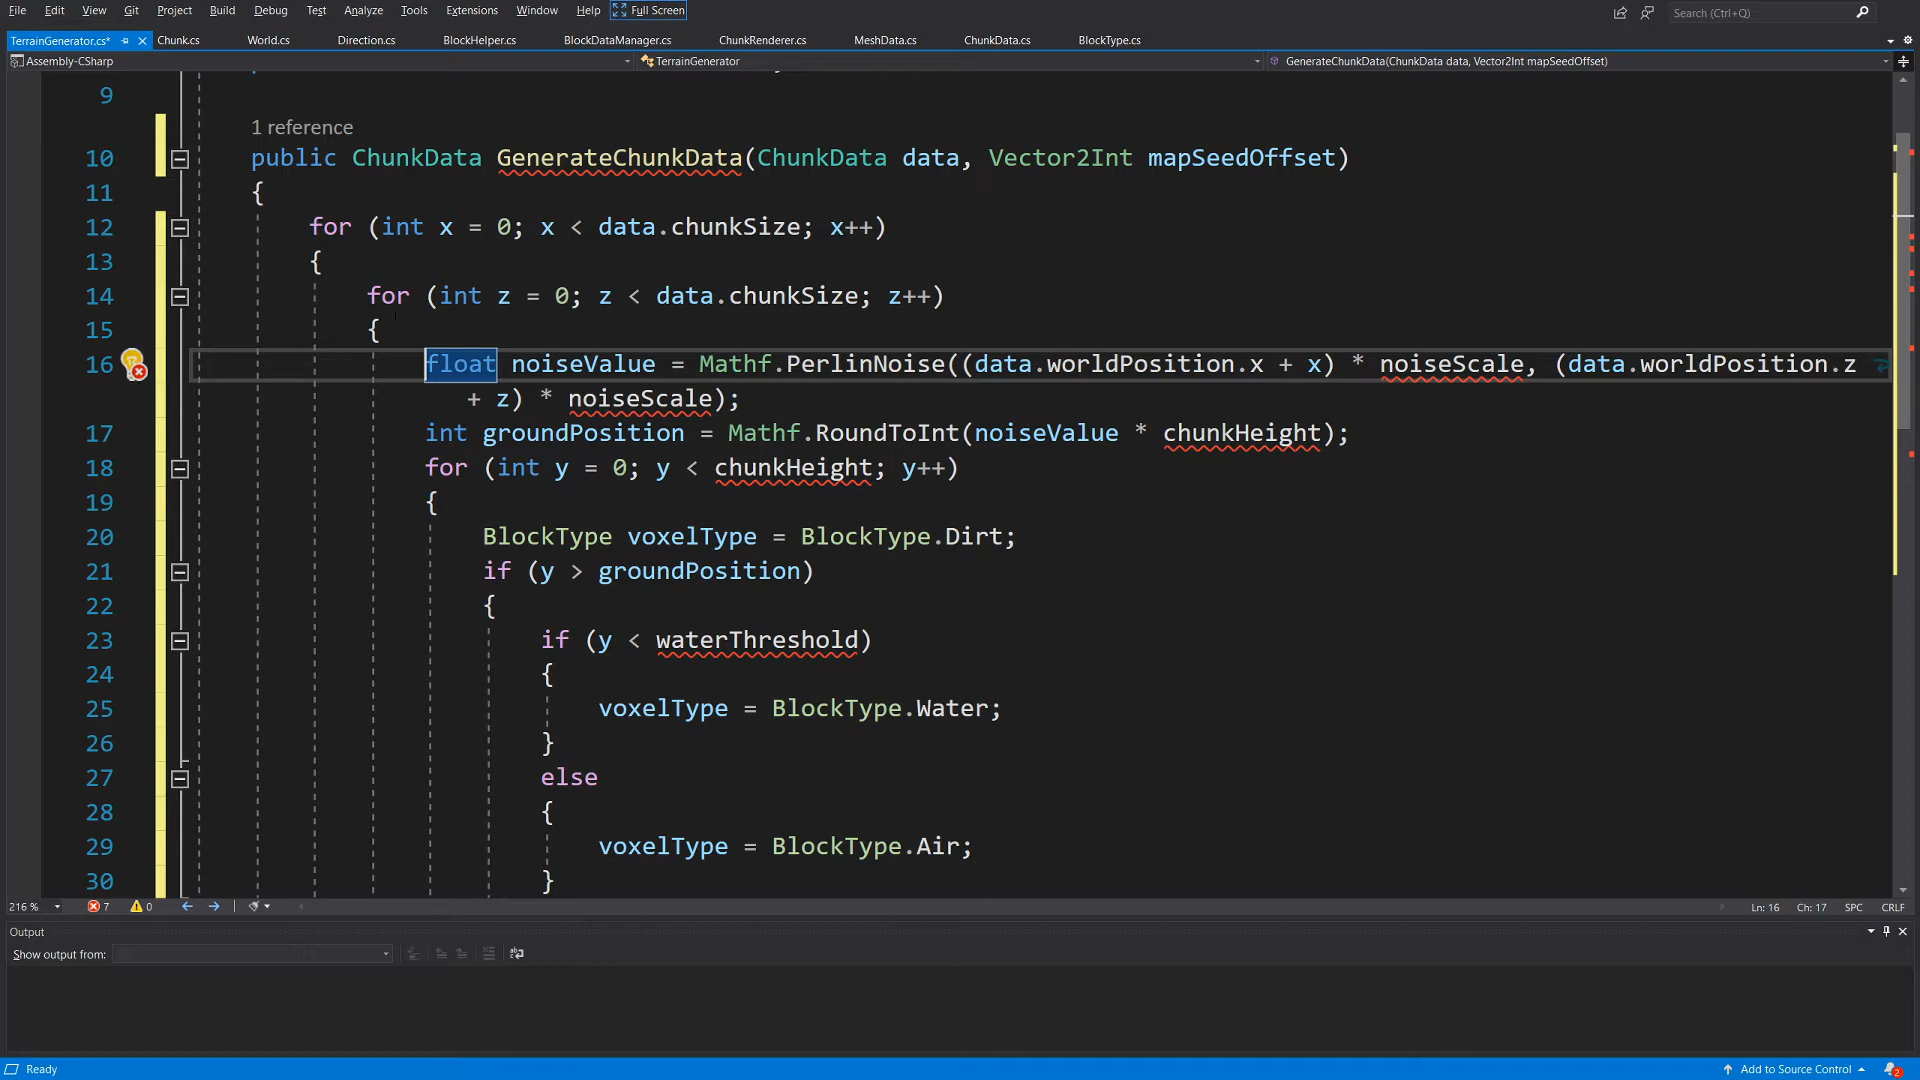 File Edit View Git Project Build Debug Test Analyze Tools Extensions Window Help Full Screen Search (Ctrl+Q)
TerrainGenerator.cs* Chunk.cs World.cs Direction.cs BlockHelper.cs BlockDataManager.cs ChunkRenderer.cs MeshData.cs ChunkData.cs BlockType.cs
Assembly-CSharp TerrainGenerator GenerateChunkData(ChunkData data, Vector2Int mapSeedOffset)
9
1 reference
10 public ChunkData GenerateChunkData(ChunkData data, Vector2Int mapSeedOffset)
11 {
12 for (int x = 0; x < data.chunkSize; x++)
13 {
14 for (int z = 0; z < data.chunkSize; z++)
15 {
16 float noiseValue = Mathf.PerlinNoise((data.worldPosition.x + x) * noiseScale, (data.worldPosition.z
+ z) * noiseScale);
17 int groundPosition = Mathf.RoundToInt(noiseValue * chunkHeight);
18 for (int y = 0; y < chunkHeight; y++)
19 {
20 BlockType voxelType = BlockType.Dirt;
21 if (y > groundPosition)
22 {
23 if (y < waterThreshold)
24 {
25 voxelType = BlockType.Water;
26 }
27 else
28 {
29 voxelType = BlockType.Air;
30 }
216 % 7 0 Ln: 16 Ch: 17 SPC CRLF
Output
Show output from:
Ready Add to Source Control 2